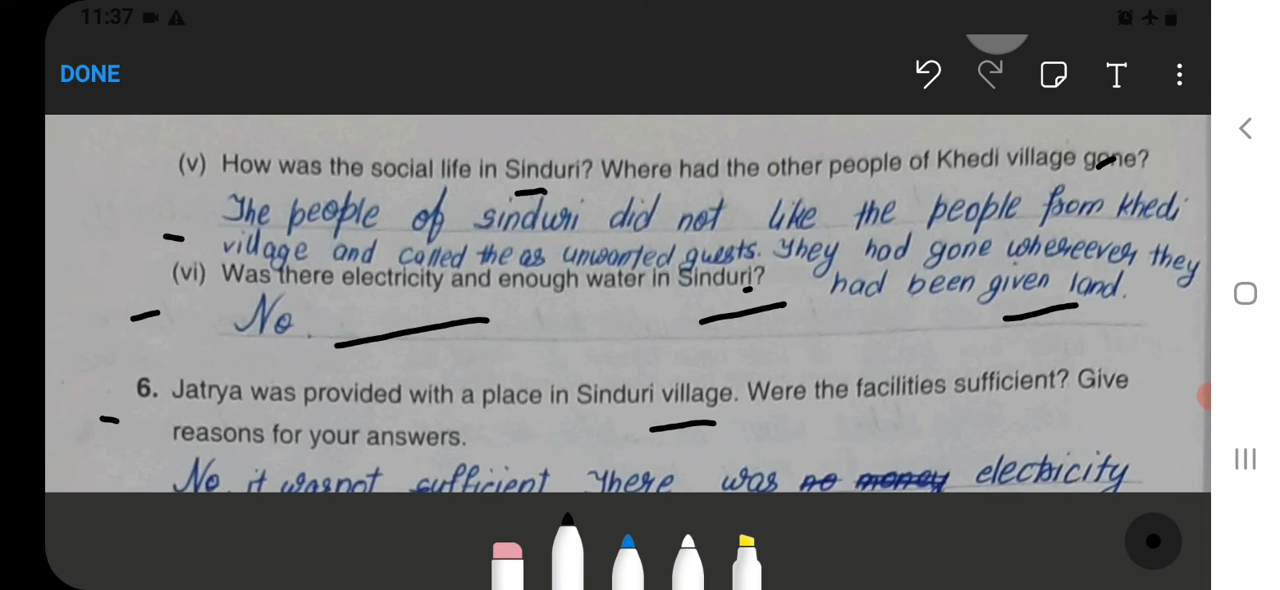 11:37
DONE
T
(v) How was the social life in Sinduri? Where had the other people of Khedi village gone?
The people of sinduri did not like the people from khedi
village and called the as unwanted guests. They had gone whereever they
had been given land.
(vi) Was there electricity and enough water in Sinduri?
No.
6. Jatrya was provided with a place in Sinduri village. Were the facilities sufficient? Give
reasons for your answers.
No it was not sufficient There was no money electricity